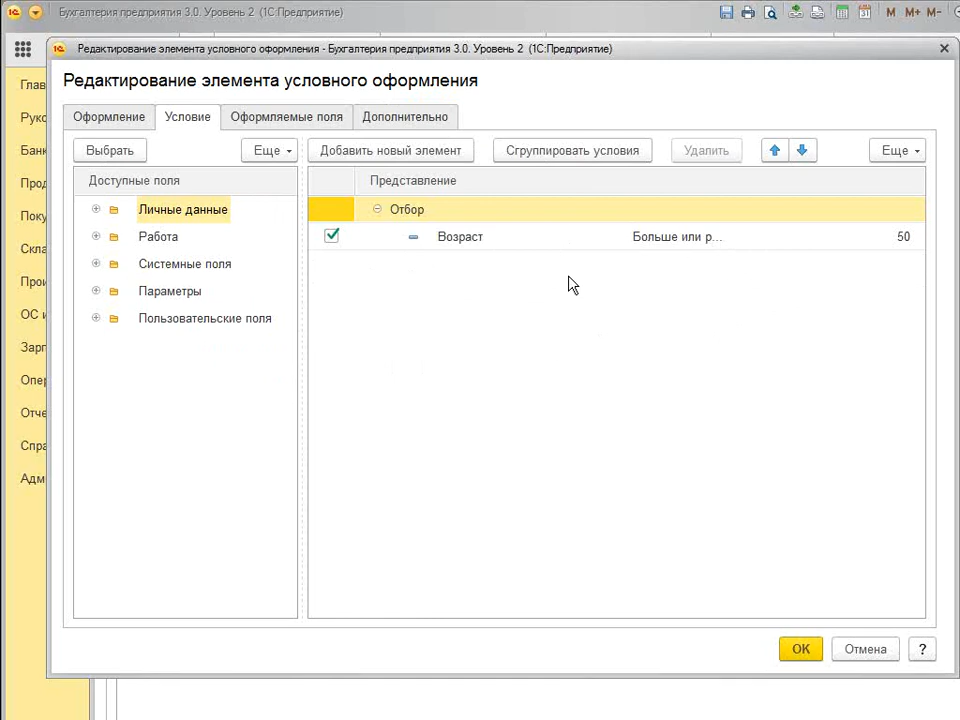 Бухгалтерия предприятия 3.0. Уровень 2 (1С:Предприятие)
M M+ M-
Редактирование элемента условного оформления - Бухгалтерия предприятия 3.0. Уровень 2 (1С:Предприятие)
Редактирование элемента условного оформления
Оформление Условие Оформляемые поля Дополнительно
Выбрать Еще Добавить новый элемент Сгруппировать условия Удалить Еще
Доступные поля Представление
Личные данные Отбор
Работа Возраст Больше или р... 50
Системные поля
Параметры
Пользовательские поля
Глав
Руко
Банк
Прод
Поку
Скла
Прои
ОС и
Зарп
Опер
Отче
Спра
Адм
OK Отмена ?